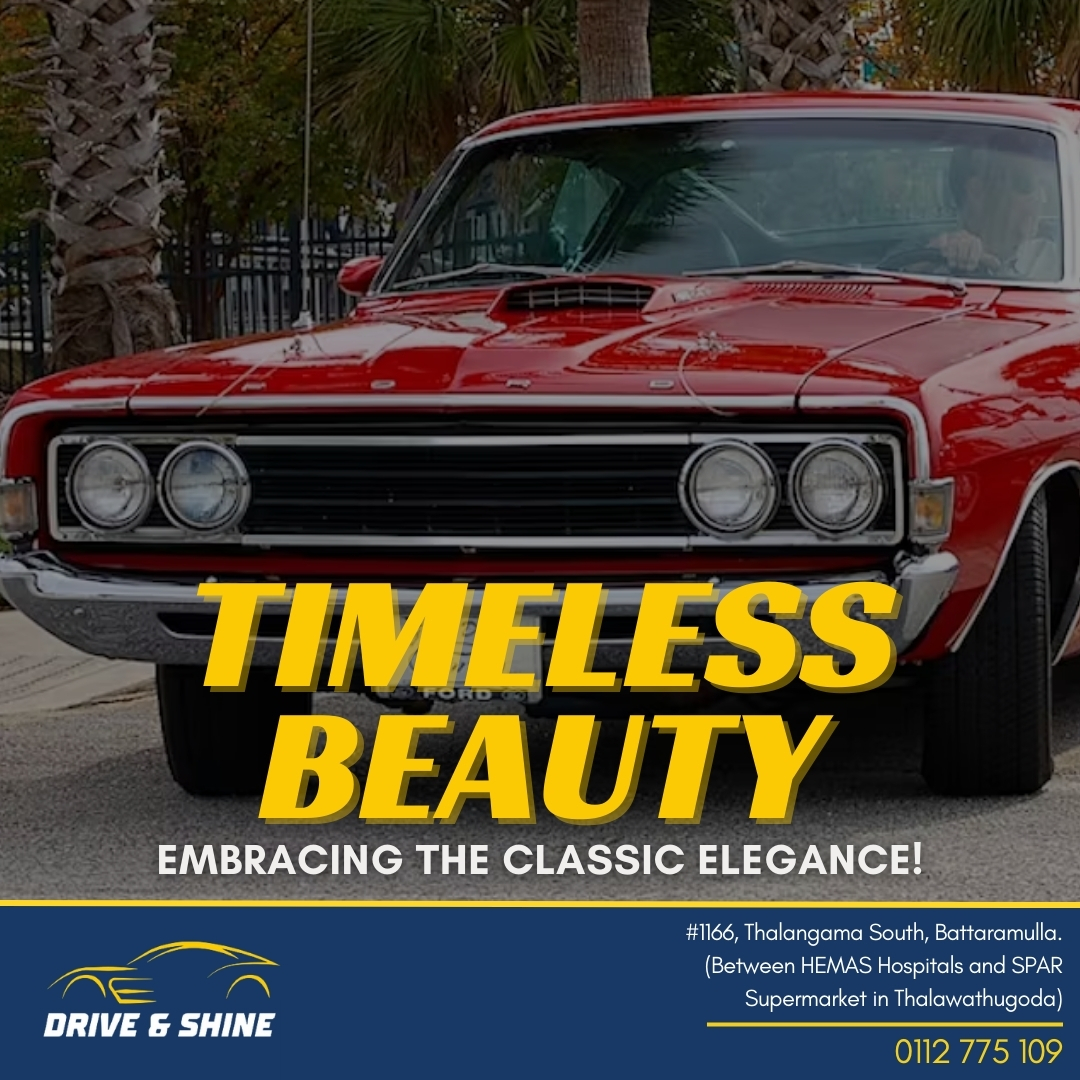 F O R D
FORD
TIMELESS
BEAUTY
EMBRACING THE CLASSIC ELEGANCE!
DRIVE & SHINE
#1166, Thalangama South, Battaramulla.
(Between HEMAS Hospitals and SPAR
Supermarket in Thalawathugoda)
0112 775 109